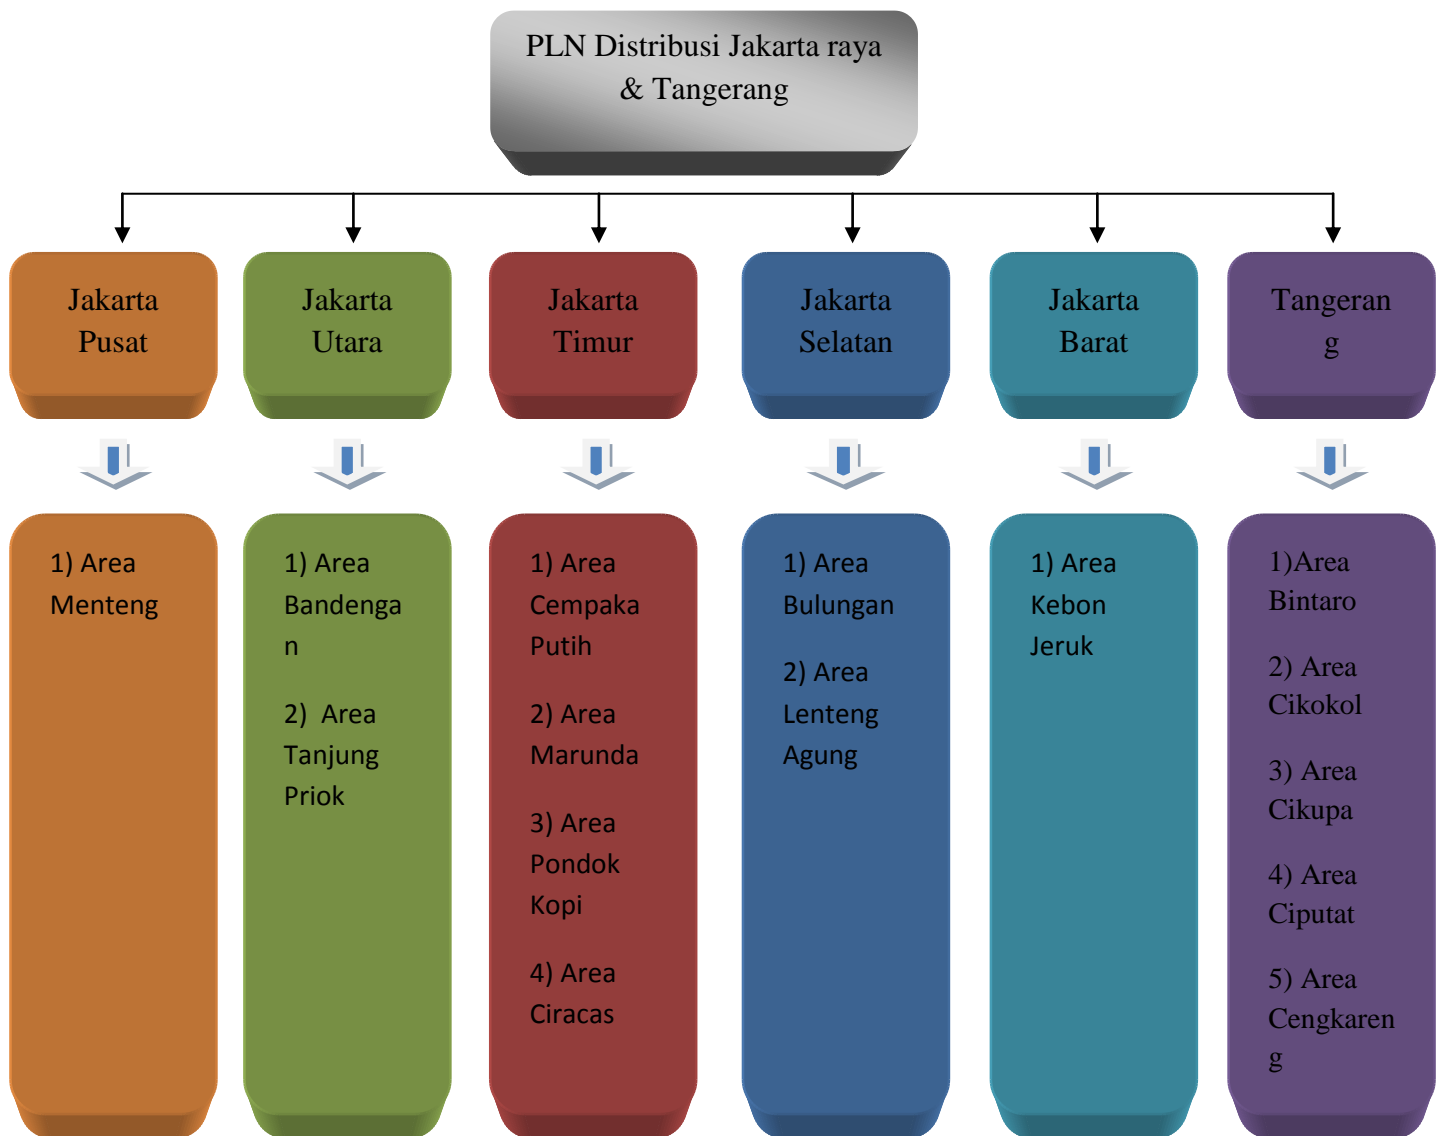 PLN Distribusi Jakarta raya
& Tangerang
Jakarta
Pusat
Jakarta
Utara
Jakarta
Timur
Jakarta
Selatan
Jakarta
Barat
Tangeran
g
1) Area
Menteng
1) Area
Bandenga
n
2)  Area
Tanjung
Priok
1) Area
Cempaka
Putih
2) Area
Marunda
3) Area
Pondok
Kopi
4) Area
Ciracas
1) Area
Bulungan
2) Area
Lenteng
Agung
1) Area
Kebon
Jeruk
1)Area
Bintaro
2) Area
Cikokol
3) Area
Cikupa
4) Area
Ciputat
5) Area
Cengkaren
g